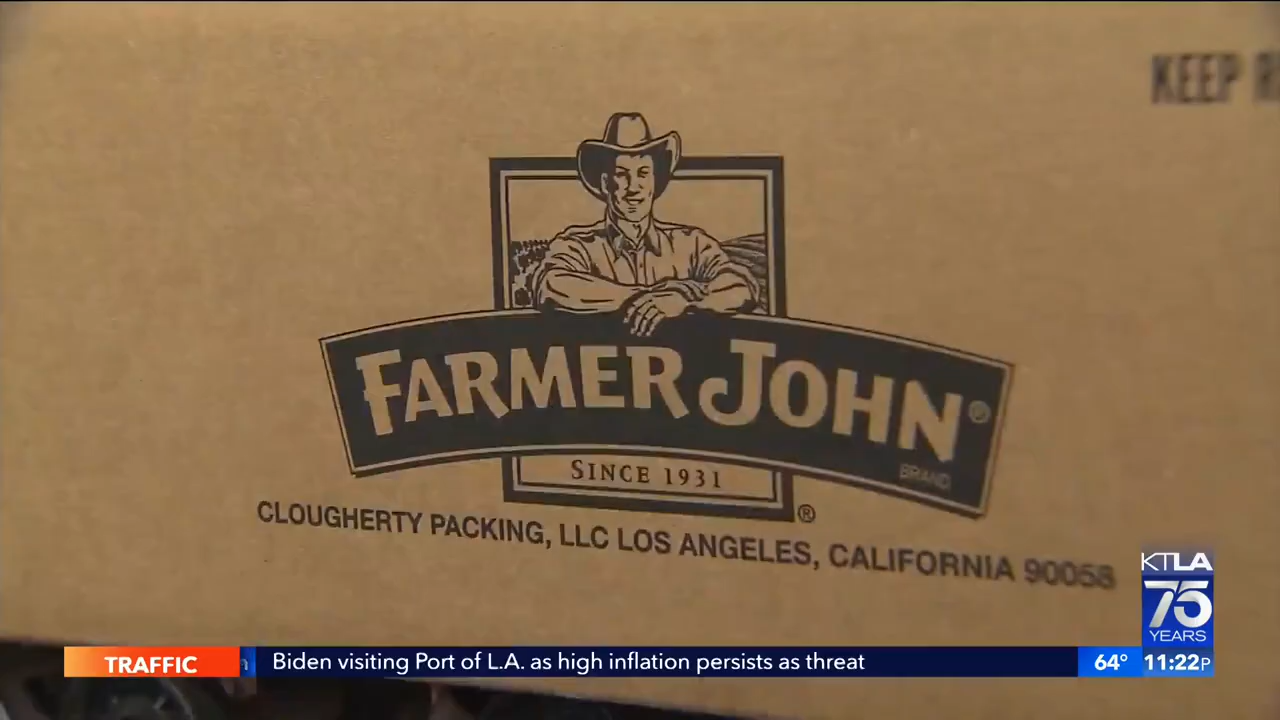 KEEP
FARMER JOHN®
BRAND
SINCE 1931
®
CLOUGHERTY PACKING, LLC LOS ANGELES, CALIFORNIA 90058
KTLA
75
YEARS
TRAFFIC
Biden visiting Port of L.A. as high inflation persists as threat
64° 11:22P